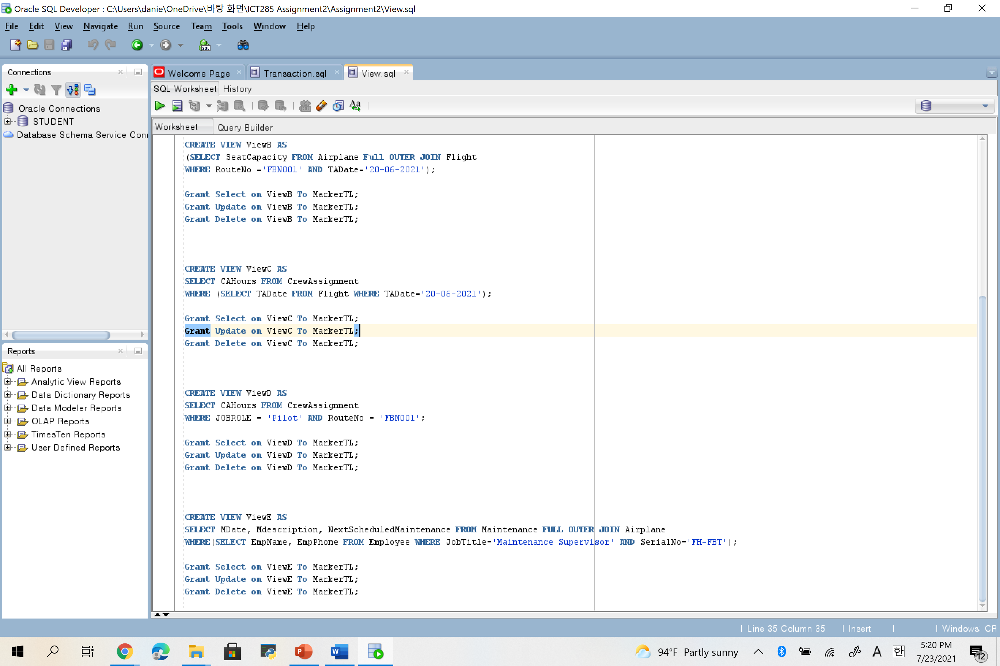 Oracle SQL Developer : C:\Users\danie\OneDrive\바탕 화면\ICT285 Assignment2\Assignment2\View.sql
File Edit View Navigate Run Source Team Tools Window Help
SQL
Connections
Oracle Connections
STUDENT
Database Schema Service Conn
Reports
All Reports
Analytic View Reports
Data Dictionary Reports
Data Modeler Reports
OLAP Reports
TimesTen Reports
User Defined Reports
Welcome Page Transaction.sql View.sql
SQL Worksheet History
SQL Aa
Worksheet Query Builder
CREATE VIEW ViewB AS
(SELECT SeatCapacity FROM Airplane Full OUTER JOIN Flight
WHERE RouteNo ='FBN001' AND TADate='20-06-2021');
Grant Select on ViewB To MarkerTL;
Grant Update on ViewB To MarkerTL;
Grant Delete on ViewB To MarkerTL;
CREATE VIEW ViewC AS
SELECT CAHours FROM CrewAssignment
WHERE (SELECT TADate FROM Flight WHERE TADate='20-06-2021');
Grant Select on ViewC To MarkerTL;
Grant Update on ViewC To MarkerTL;
Grant Delete on ViewC To MarkerTL;
CREATE VIEW ViewD AS
SELECT CAHours FROM CrewAssignment
WHERE JOBROLE = 'Pilot' AND RouteNo = 'FBN001';
Grant Select on ViewD To MarkerTL;
Grant Update on ViewD To MarkerTL;
Grant Delete on ViewD To MarkerTL;
CREATE VIEW ViewE AS
SELECT MDate, Mdescription, NextScheduledMaintenance FROM Maintenance FULL OUTER JOIN Airplane
WHERE(SELECT EmpName, EmpPhone FROM Employee WHERE JobTitle='Maintenance Supervisor' AND SerialNo='FH-FBT');
Grant Select on ViewE To MarkerTL;
Grant Update on ViewE To MarkerTL;
Grant Delete on ViewE To MarkerTL;
Line 35 Column 35 Insert Windows: CR
P W 94°F Partly sunny A 한 5:20 PM
7/23/2021 12